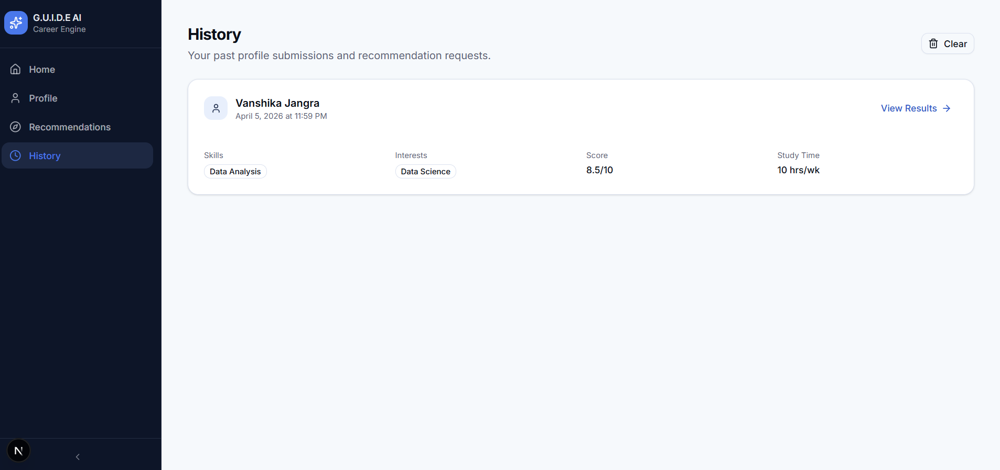 G.U.I.D.E AI
Career Engine
Home
Profile
Recommendations
History
N
History
Your past profile submissions and recommendation requests.
Clear
Vanshika Jangra
April 5, 2026 at 11:59 PM
View Results
Skills
Data Analysis
Interests
Data Science
Score
8.5/10
Study Time
10 hrs/wk